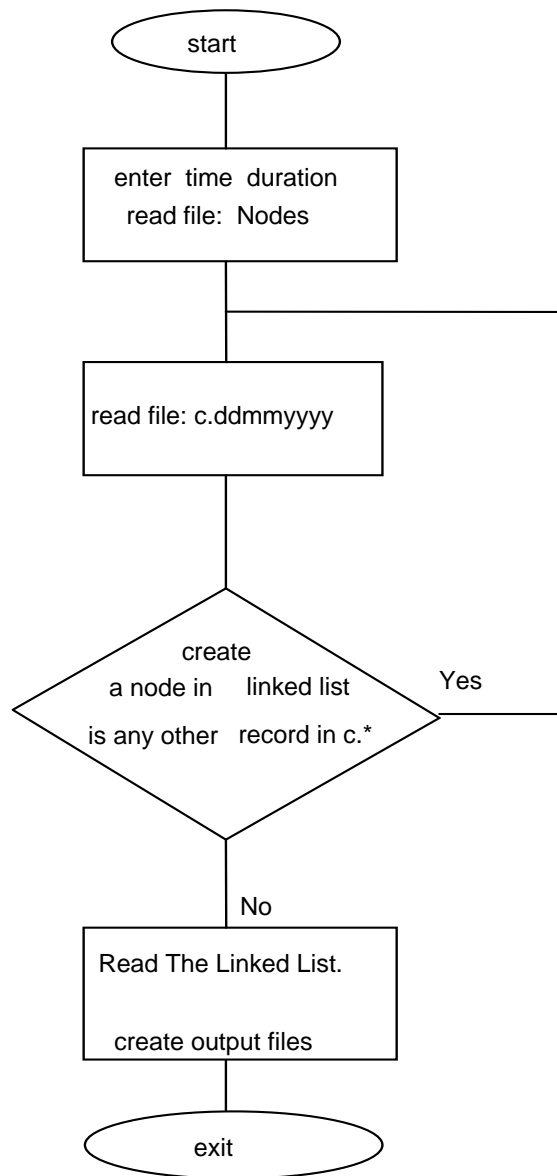 start
enter time duration
read file: Nodes
read file: c.ddmmyyyy
create
a node in linked list
is any other record in c.*
Yes
No
Read The Linked List.
create output files
exit